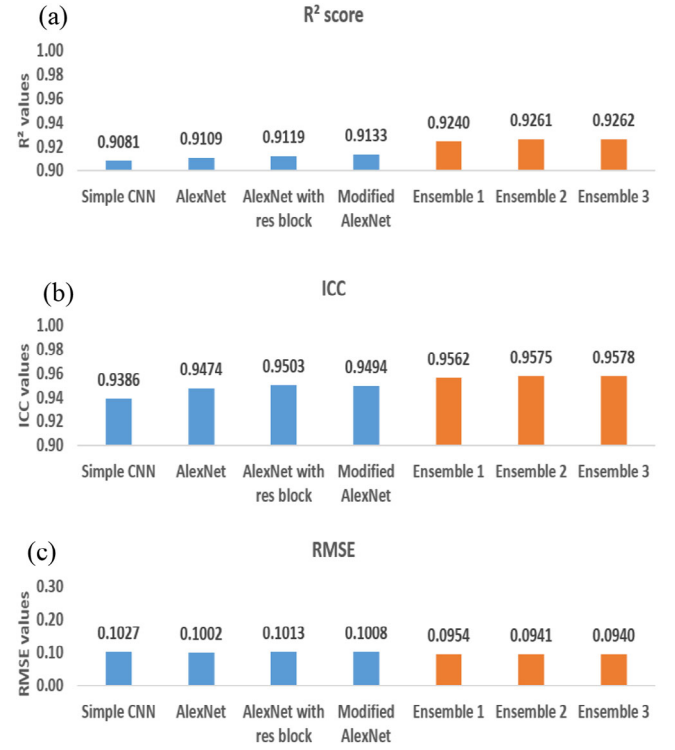 (a)
R² score
R² values
1.00
0.98
0.96
0.94
0.92
0.90
0.9081 0.9109 0.9119 0.9133 0.9240 0.9261 0.9262
Simple CNN AlexNet AlexNet with Modified Ensemble 1 Ensemble 2 Ensemble 3
res block AlexNet
(b)
ICC
ICC values
1.00
0.98
0.96
0.94
0.92
0.90
0.9386 0.9474 0.9503 0.9494 0.9562 0.9575 0.9578
Simple CNN AlexNet AlexNet with Modified Ensemble 1 Ensemble 2 Ensemble 3
res block AlexNet
(c)
RMSE
RMSE values
0.30
0.20
0.10
0.00
0.1027 0.1002 0.1013 0.1008 0.0954 0.0941 0.0940
Simple CNN AlexNet AlexNet with Modified Ensemble 1 Ensemble 2 Ensemble 3
res block AlexNet